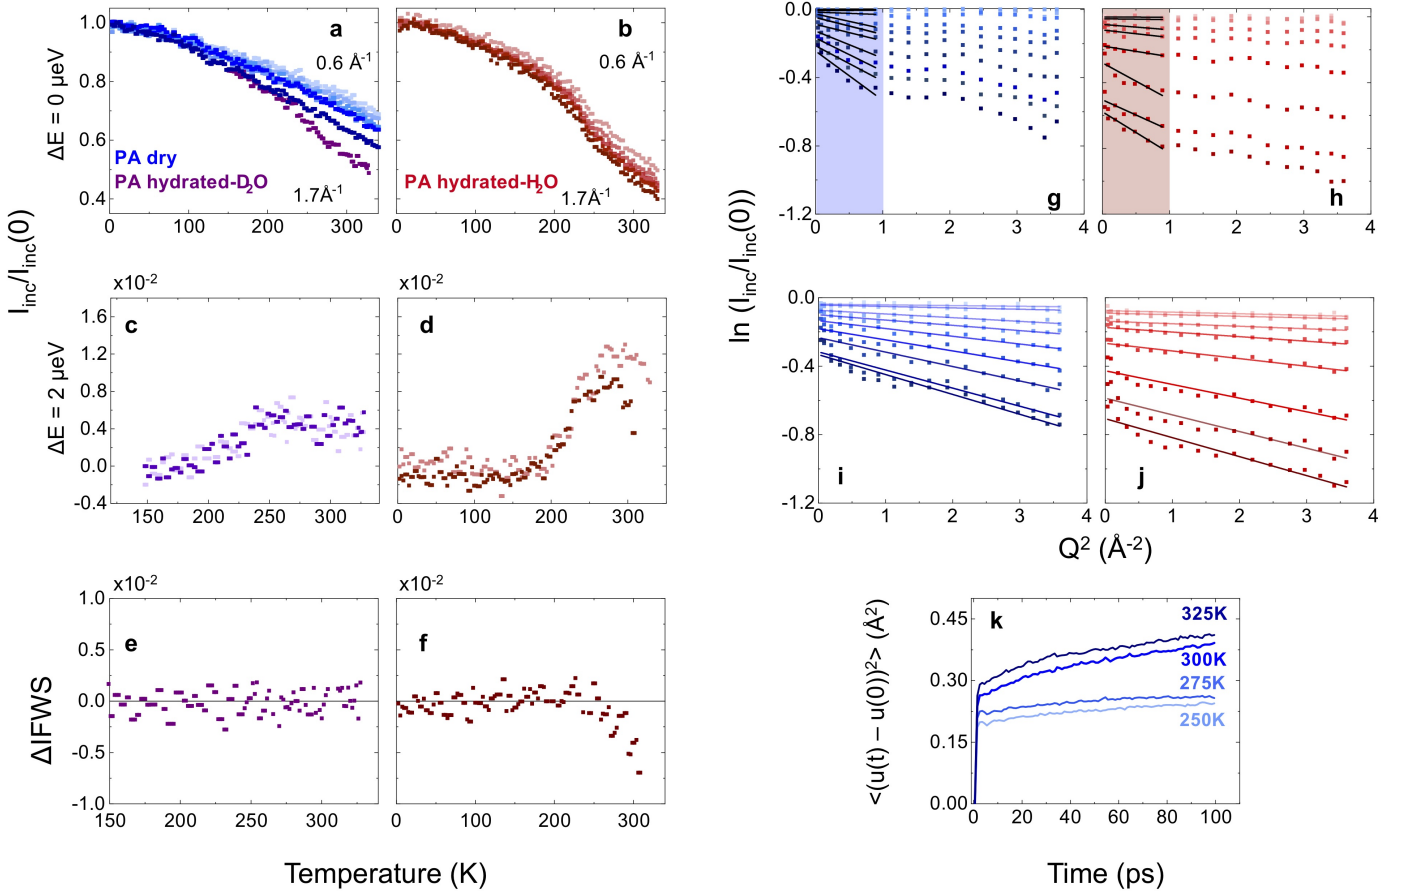 1.0
0.8
0.6
0.4
a
0.6 Å-1
PA dry
PA hydrated-D2O
1.7Å-1
0 100 200 300
b
0.6 Å-1
PA hydrated-H2O
1.7Å-1
0 100 200 300
ΔE = 0 μeV
Iinc/Iinc(0)
x10-2
1.6
1.2
0.8
0.4
0.0
-0.4
c
150 200 250 300
x10-2
d
0 100 200 300
ΔE = 2 μeV
x10-2
1.0
0.5
0.0
-0.5
-1.0
e
150 200 250 300
x10-2
f
0 100 200 300
ΔIFWS
Temperature (K)
0.0
-0.4
-0.8
-1.2
g
0 1 2 3 4
h
0 1 2 3 4
ln (Iinc/Iinc(0))
0.0
-0.4
-0.8
-1.2
i
0 1 2 3 4
j
0 1 2 3 4
Q2 (Å-2)
<(u(t) – u(0))2> (Å2)
0.45
0.30
0.15
0.00
k
325K
300K
275K
250K
0 20 40 60 80 100
Time (ps)